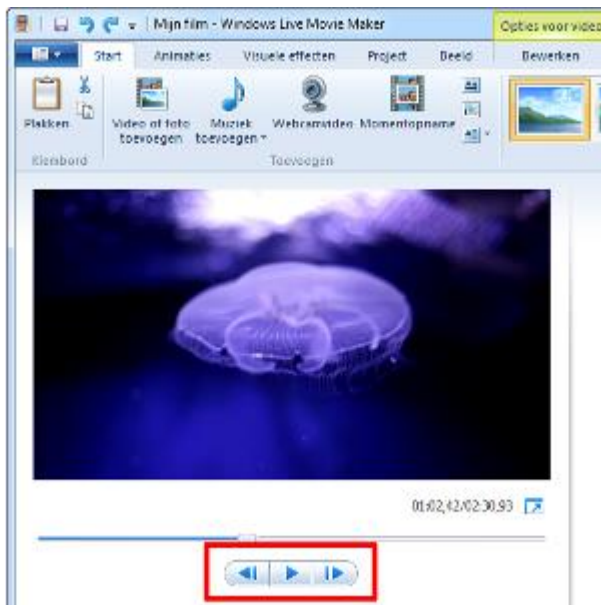 Mijn film - Windows Live Movie Maker
Opties voor video
Start Animaties Visuele effecten Project Beeld Bewerken
Plakken Video of foto toevoegen Muziek toevoegen Webcamvideo Momentopname
Klembord Toevoegen
01:02,42/02:30,93